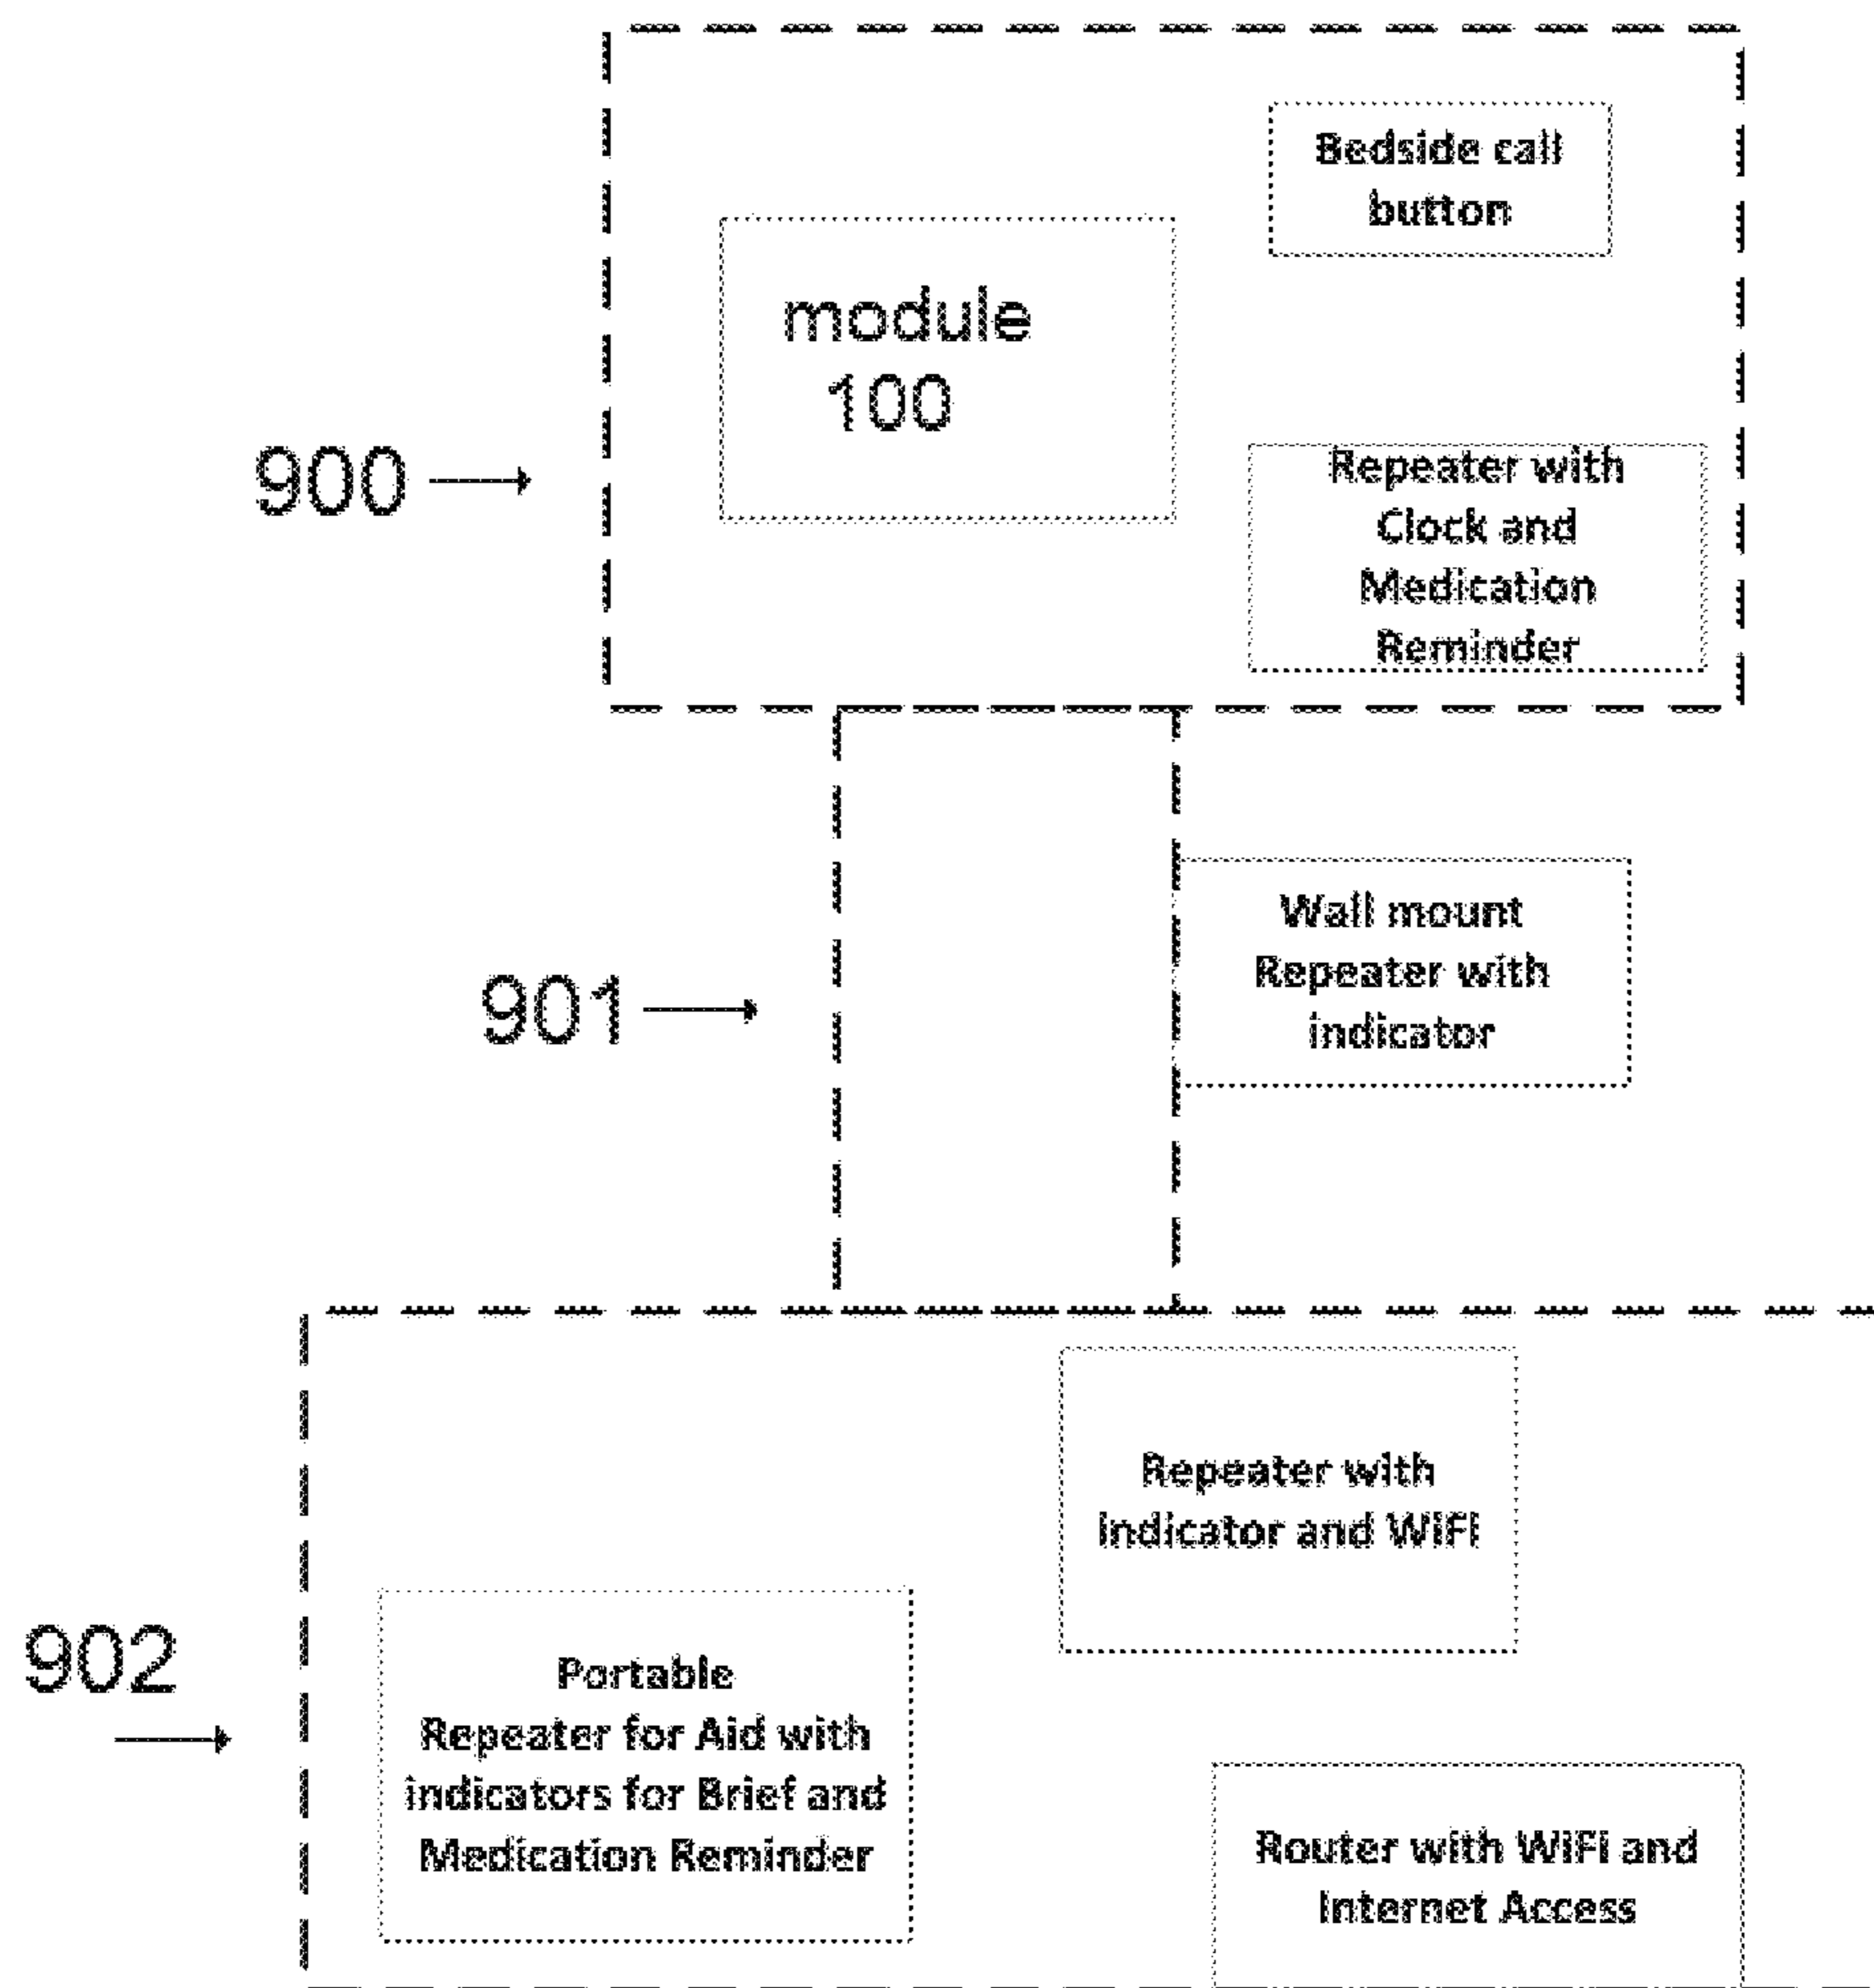 Bedside call
button
module
100
900
Repeater with
Clock and
Medication
Reminder
901
Wall mount
Repeater with
indicator
Repeater with
Indicator and WiFI
902
Portable
Repeater for Aid with
indicators for Brief and
Medication Reminder
Router with WiFi and
Internet Access